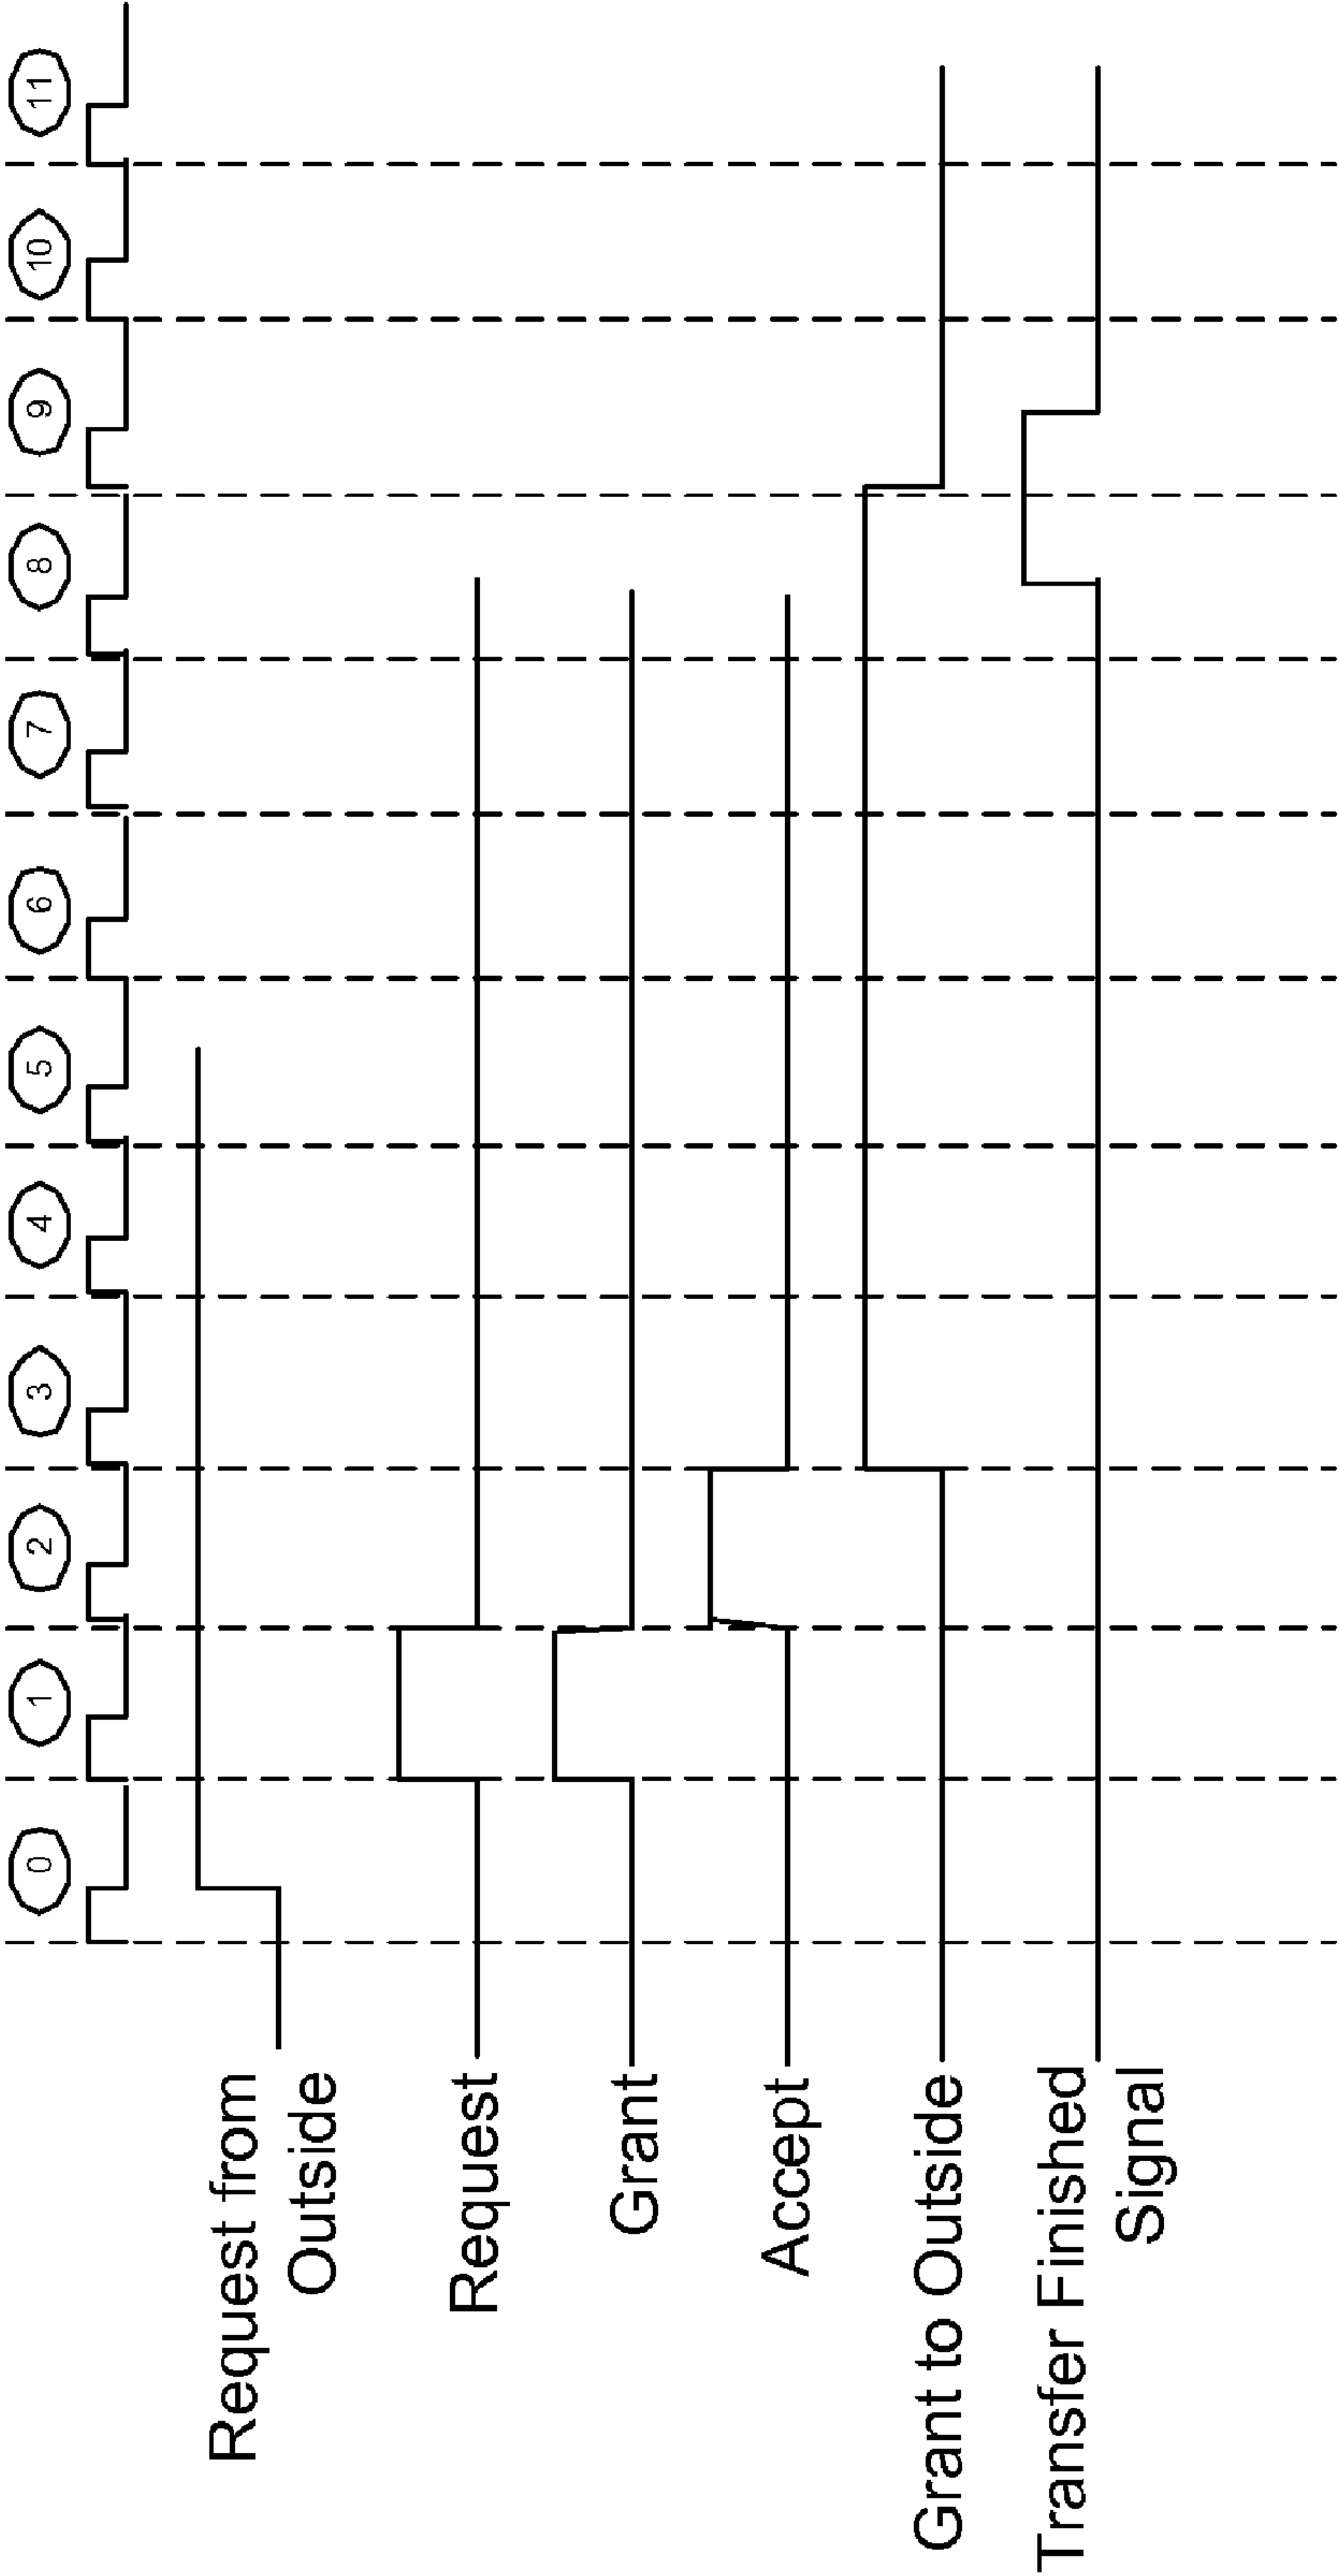 0 1 2 3 4 5 6 7 8 9 10 11
Request from
Outside
Request
Grant
Accept
Grant to Outside
Transfer Finished
Signal